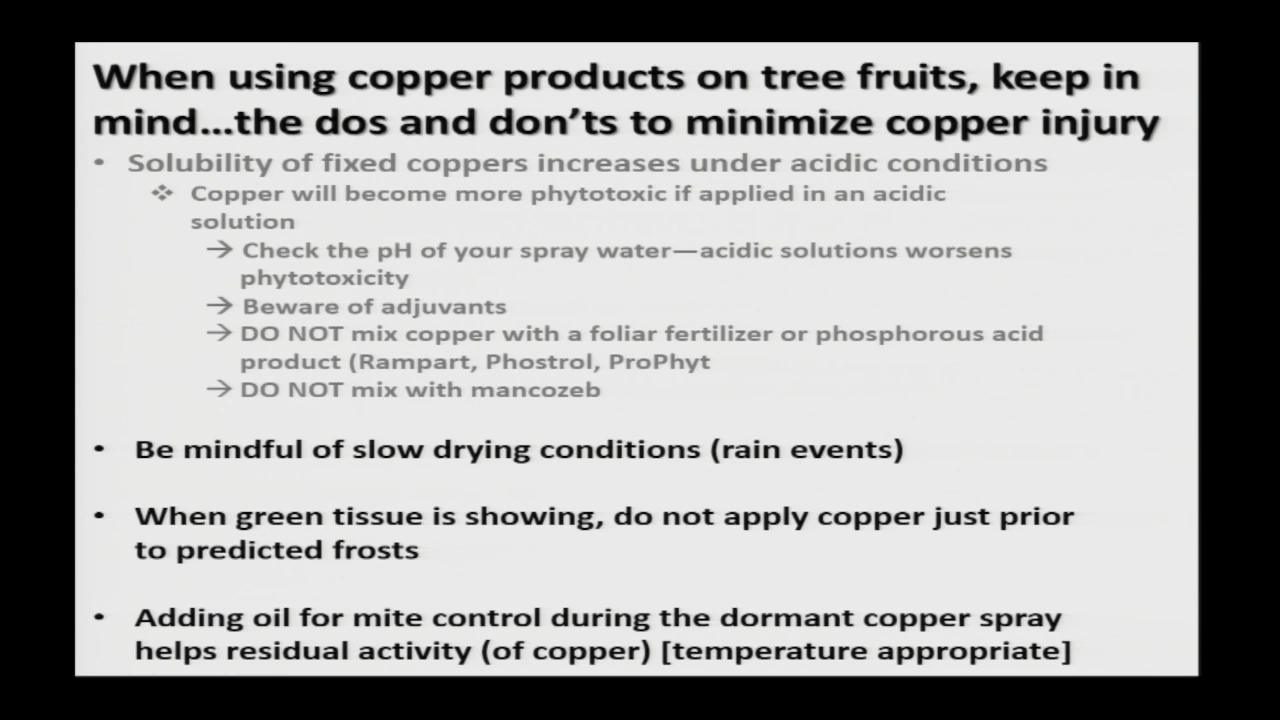 When using copper products on tree fruits, keep in
mind...the dos and don'ts to minimize copper injury
• Solubility of fixed coppers increases under acidic conditions
❖ Copper will become more phytotoxic if applied in an acidic
solution
→ Check the pH of your spray water—acidic solutions worsens
phytotoxicity
→ Beware of adjuvants
→ DO NOT mix copper with a foliar fertilizer or phosphorous acid
product (Rampart, Phostrol, ProPhyt
→ DO NOT mix with mancozeb
• Be mindful of slow drying conditions (rain events)
• When green tissue is showing, do not apply copper just prior
to predicted frosts
• Adding oil for mite control during the dormant copper spray
helps residual activity (of copper) [temperature appropriate]